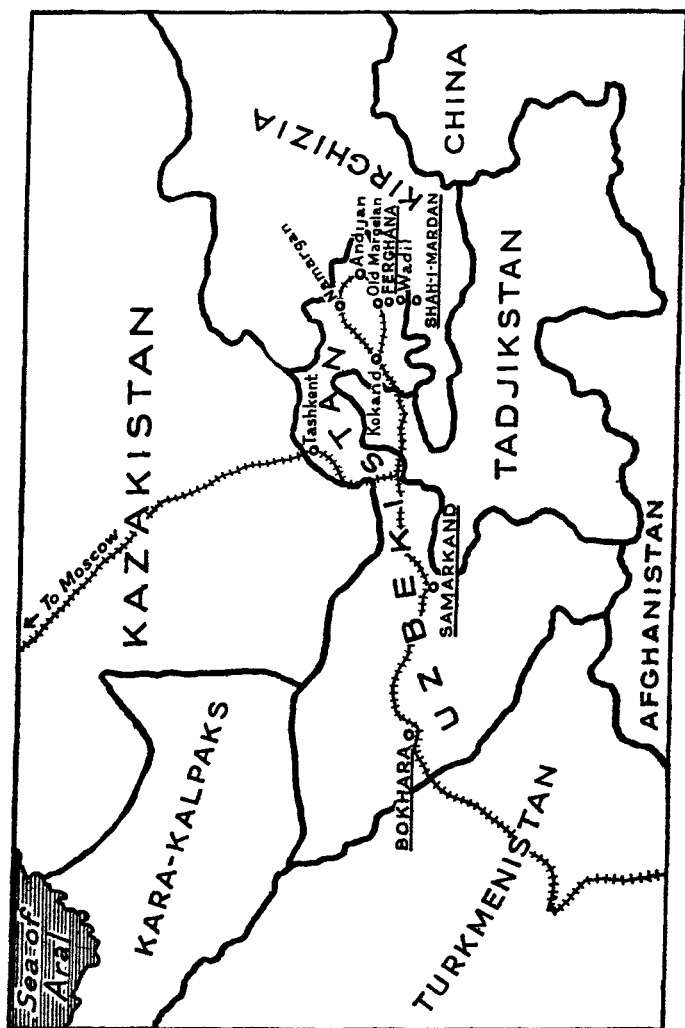 Sea of
Aral
KARA-KALPAKS
KAZAKISTAN
To Moscow
TURKMENISTAN
UZBEKISTAN
BOKHARA
SAMARKAND
Tashkent
Kokand
Namargan
Andijan
Old Margelan
FERGHANA
Wadil
SHAH-I-MARDAN
KIRGHIZIA
CHINA
TADJIKSTAN
AFGHANISTAN